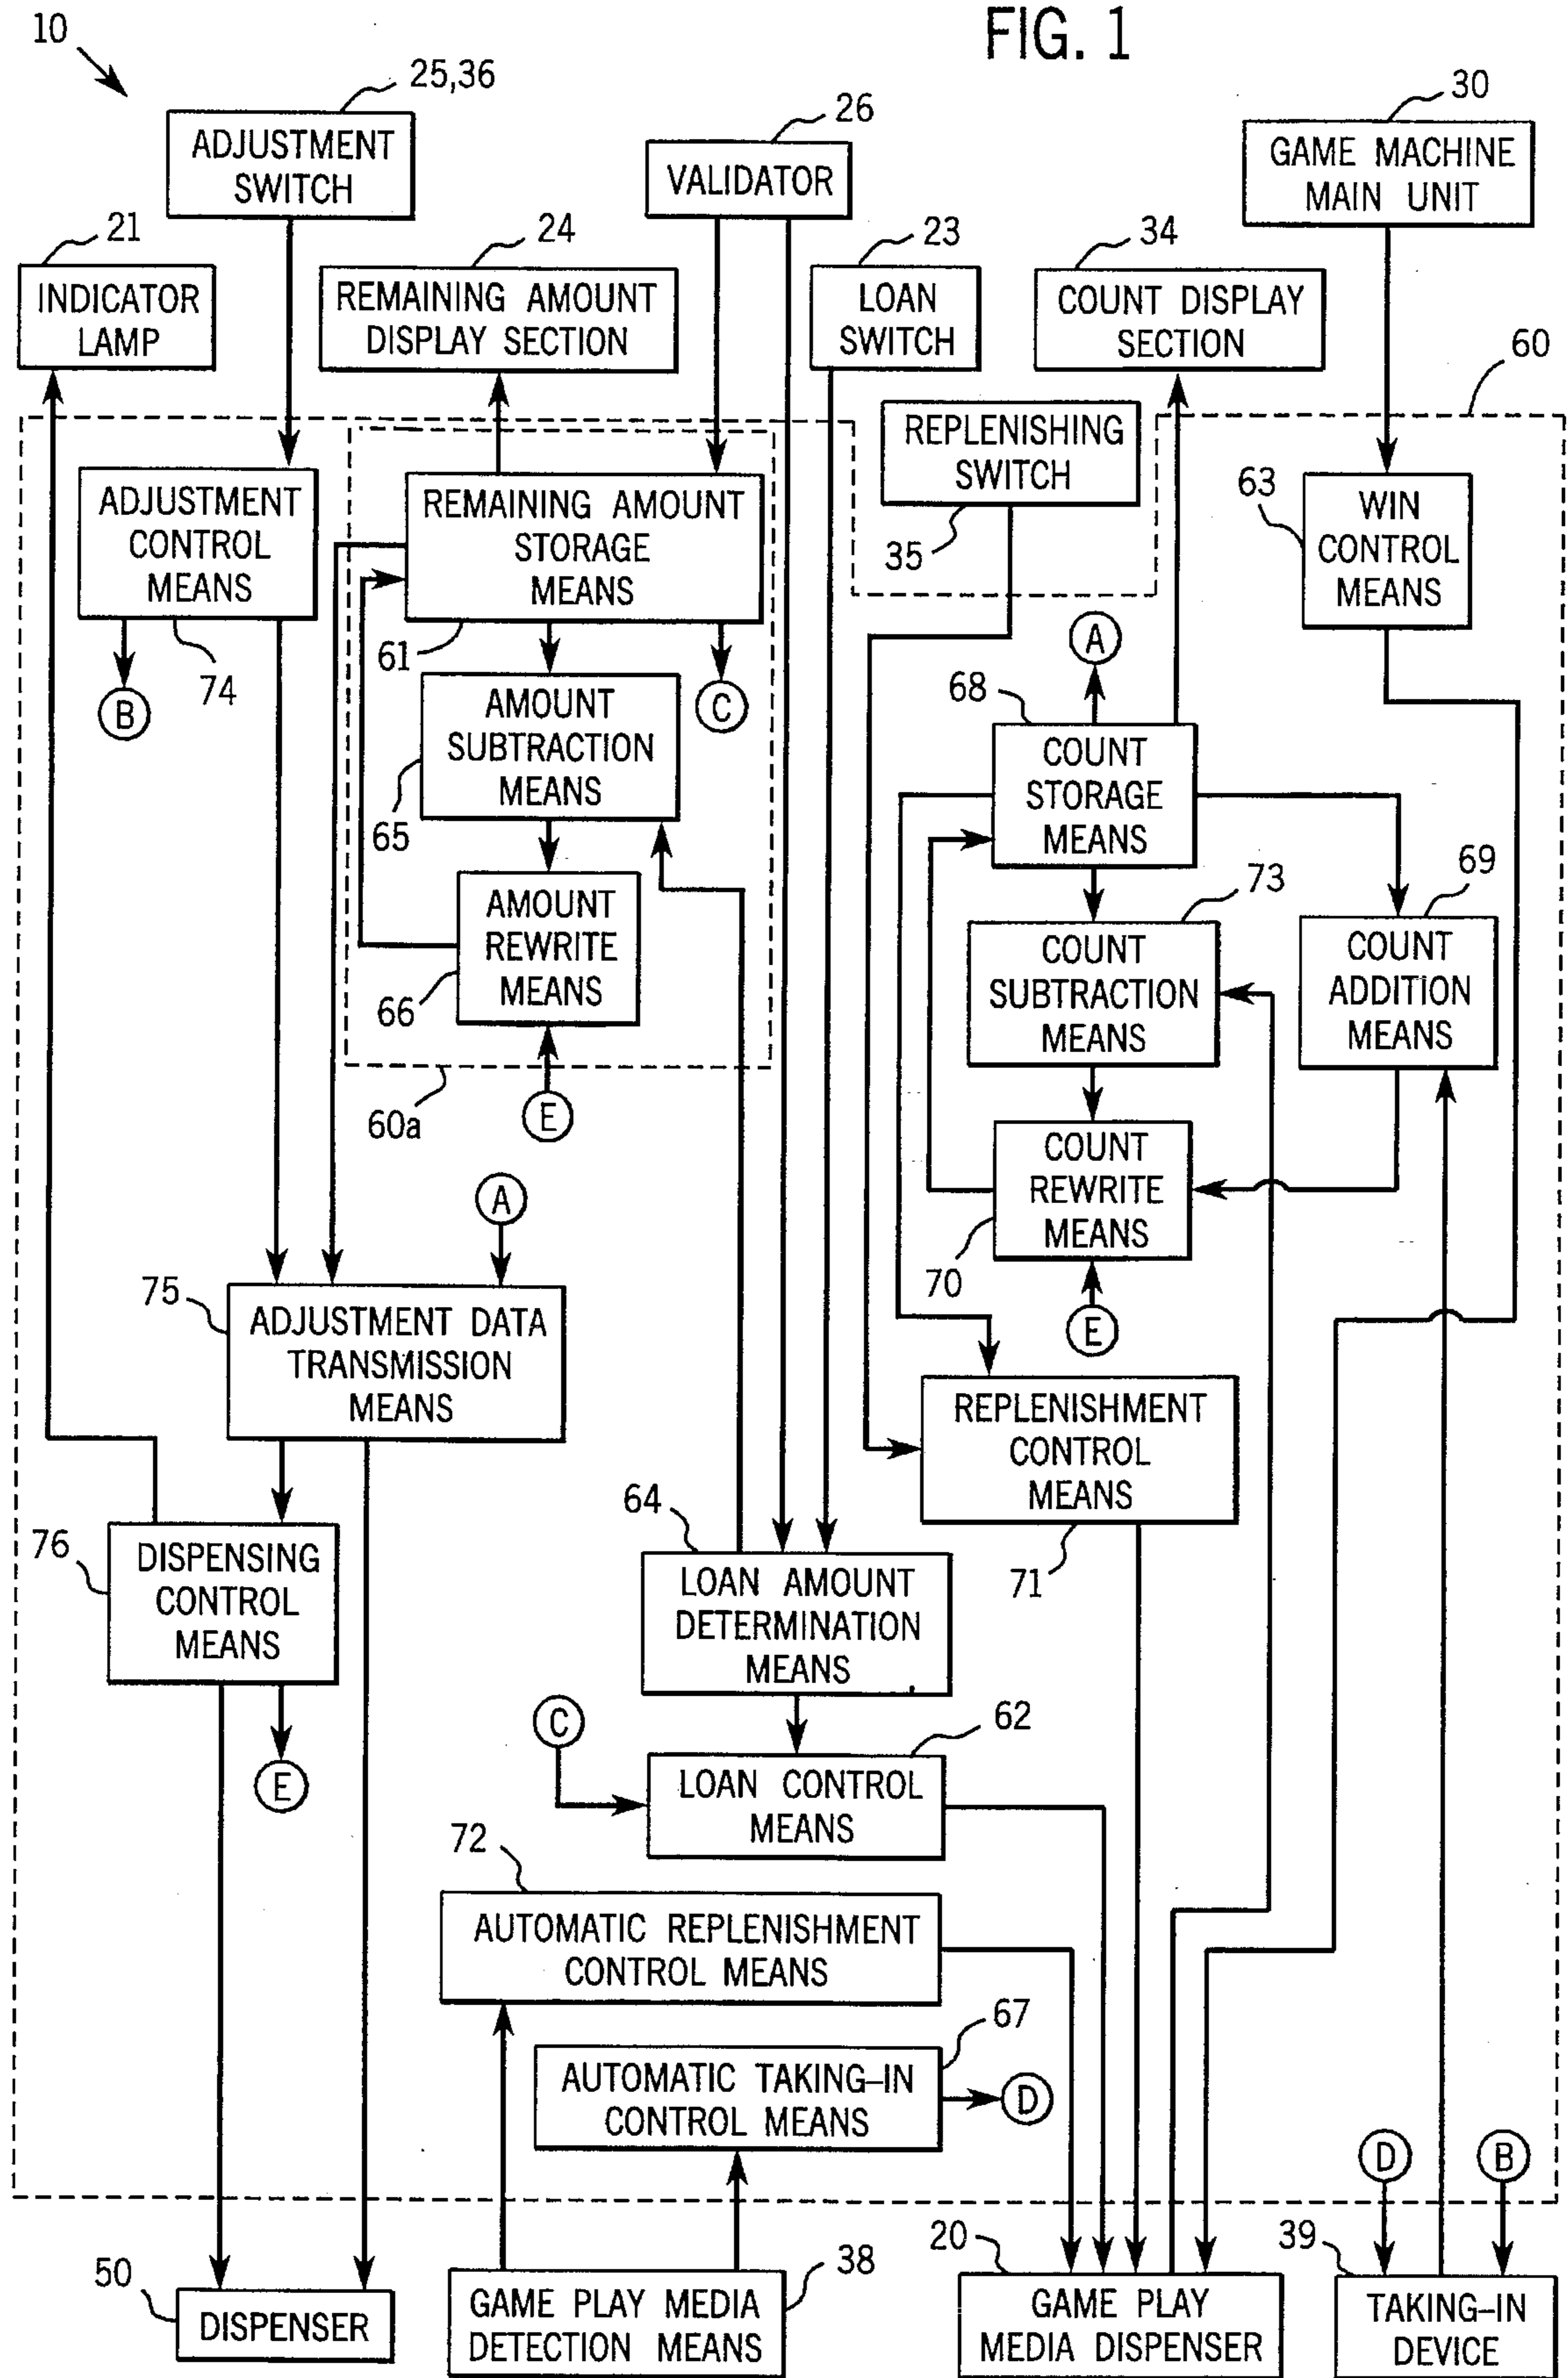 FIG. 1
10
25,36
ADJUSTMENT
SWITCH
26
VALIDATOR
30
GAME MACHINE
MAIN UNIT
21
INDICATOR
LAMP
24
REMAINING AMOUNT
DISPLAY SECTION
23
LOAN
SWITCH
34
COUNT DISPLAY
SECTION
60
REPLENISHING
SWITCH
35
ADJUSTMENT
CONTROL
MEANS
74
B
REMAINING AMOUNT
STORAGE
MEANS
61
C
63
WIN
CONTROL
MEANS
AMOUNT
SUBTRACTION
MEANS
65
A
68
COUNT
STORAGE
MEANS
AMOUNT
REWRITE
MEANS
66
60a
E
73
COUNT
SUBTRACTION
MEANS
69
COUNT
ADDITION
MEANS
COUNT
REWRITE
MEANS
70
E
A
75
ADJUSTMENT DATA
TRANSMISSION
MEANS
REPLENISHMENT
CONTROL
MEANS
71
76
DISPENSING
CONTROL
MEANS
E
64
LOAN AMOUNT
DETERMINATION
MEANS
C
62
LOAN CONTROL
MEANS
72
AUTOMATIC REPLENISHMENT
CONTROL MEANS
67
AUTOMATIC TAKING–IN
CONTROL MEANS
D
D
B
50
DISPENSER
38
GAME PLAY MEDIA
DETECTION MEANS
20
GAME PLAY
MEDIA DISPENSER
39
TAKING–IN
DEVICE